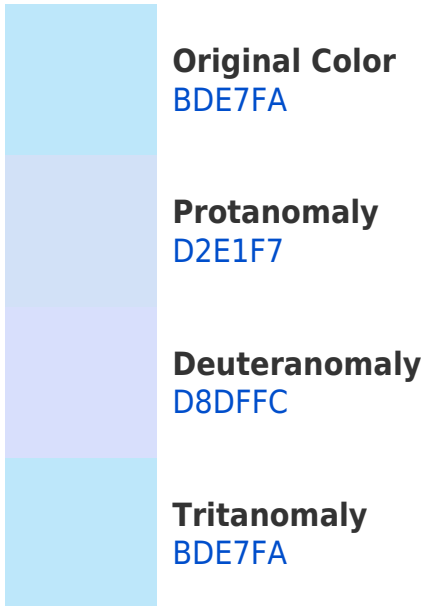 Original Color
BDE7FA
Protanomaly
D2E1F7
Deuteranomaly
D8DFFC
Tritanomaly
BDE7FA